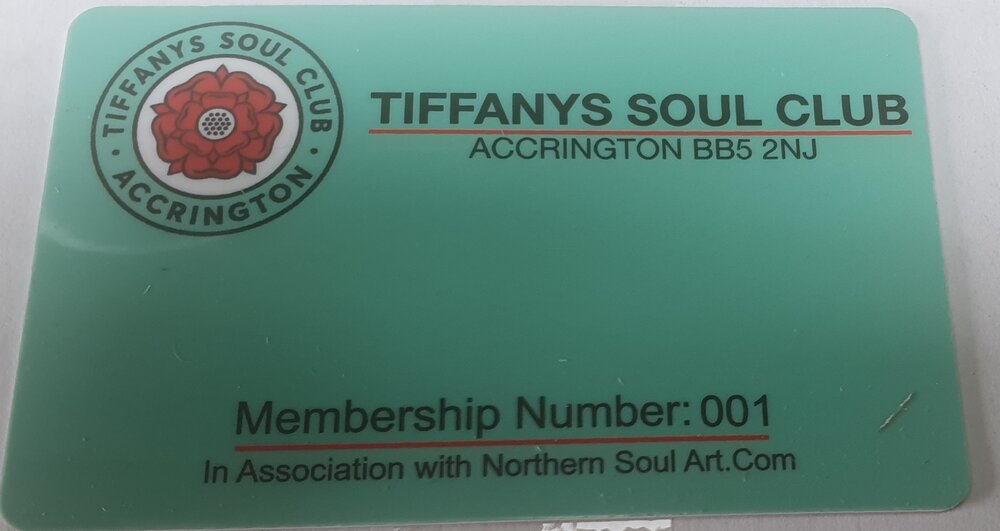 TIFFANYS SOUL CLUB
· ACCRINGTON ·
TIFFANYS SOUL CLUB
ACCRINGTON BB5 2NJ
Membership Number: 001
In Association with Northern Soul Art.Com